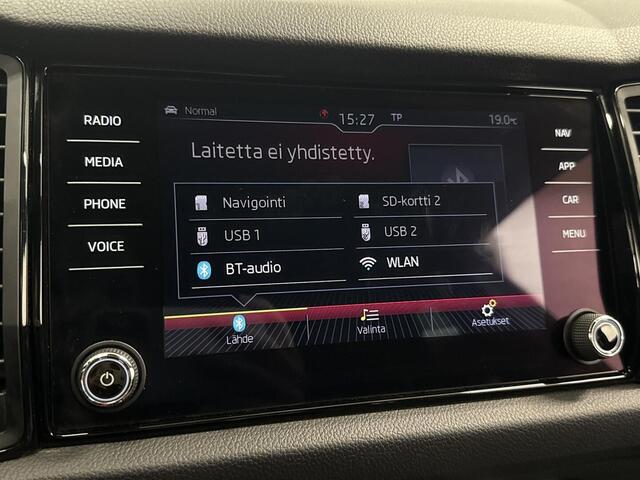 RADIO
MEDIA
PHONE
VOICE
Normal
15:27
TP
19.0°C
Laitetta ei yhdistetty.
Navigointi
SD-kortti 2
USB 1
USB 2
BT-audio
WLAN
Lähde
Valinta
Asetukset
NAV
APP
CAR
MENU